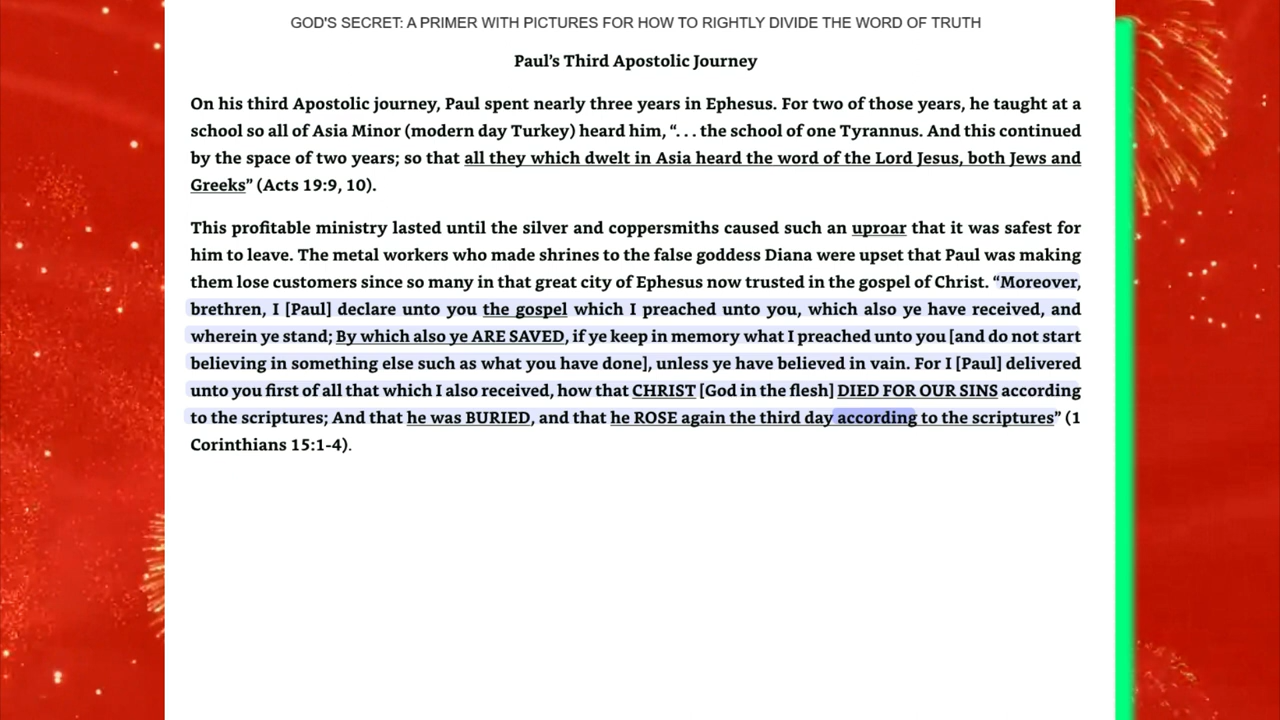 GOD'S SECRET: A PRIMER WITH PICTURES FOR HOW TO RIGHTLY DIVIDE THE WORD OF TRUTH
Paul’s Third Apostolic Journey
On his third Apostolic journey, Paul spent nearly three years in Ephesus. For two of those years, he taught at a
school so all of Asia Minor (modern day Turkey) heard him, “. . . the school of one Tyrannus. And this continued
by the space of two years; so that all they which dwelt in Asia heard the word of the Lord Jesus, both Jews and
Greeks” (Acts 19:9, 10).
This profitable ministry lasted until the silver and coppersmiths caused such an uproar that it was safest for
him to leave. The metal workers who made shrines to the false goddess Diana were upset that Paul was making
them lose customers since so many in that great city of Ephesus now trusted in the gospel of Christ. “Moreover,
brethren, I [Paul] declare unto you the gospel which I preached unto you, which also ye have received, and
wherein ye stand; By which also ye ARE SAVED, if ye keep in memory what I preached unto you [and do not start
believing in something else such as what you have done], unless ye have believed in vain. For I [Paul] delivered
unto you first of all that which I also received, how that CHRIST [God in the flesh] DIED FOR OUR SINS according
to the scriptures; And that he was BURIED, and that he ROSE again the third day according to the scriptures” (1
Corinthians 15:1-4).